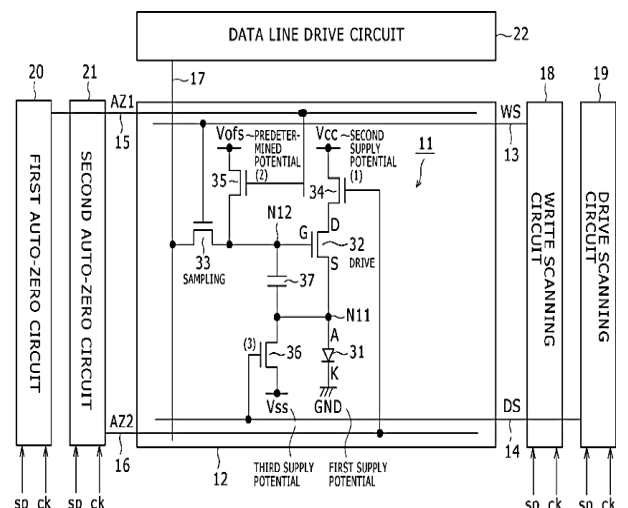 DATA LINE DRIVE CIRCUIT
22
20
21
17
18
19
AZ1
15
WS
13
Vofs
PREDETER-
MINED
POTENTIAL
(2)
Vcc
SECOND
SUPPLY
POTENTIAL
(1)
11
35
34
N12
G
D
32
DRIVE
S
33
SAMPLING
37
N11
(3)
36
A
31
K
Vss
GND
AZ2
16
DS
14
12
THIRD SUPPLY
POTENTIAL
FIRST SUPPLY
POTENTIAL
FIRST AUTO-ZERO CIRCUIT
SECOND AUTO-ZERO CIRCUIT
WRITE SCANNING
CIRCUIT
DRIVE SCANNING
CIRCUIT
sp ck
sp ck
sp ck
sp ck